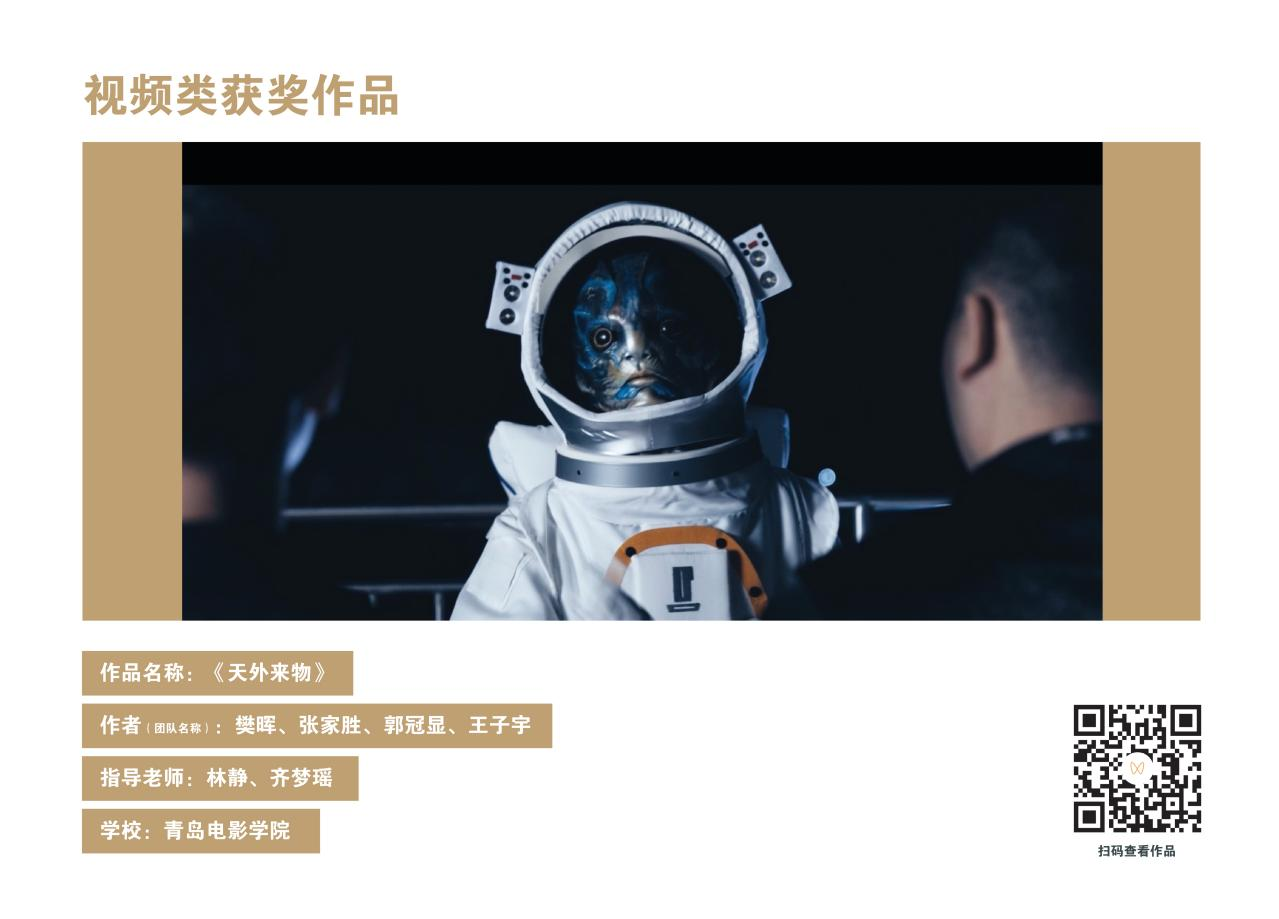 视频类获奖作品
作品名称：《天外来物》
作者（团队名称）：樊晖、张家胜、郭冠显、王子宇
指导老师：林静、齐梦瑶
学校：青岛电影学院
扫码查看作品